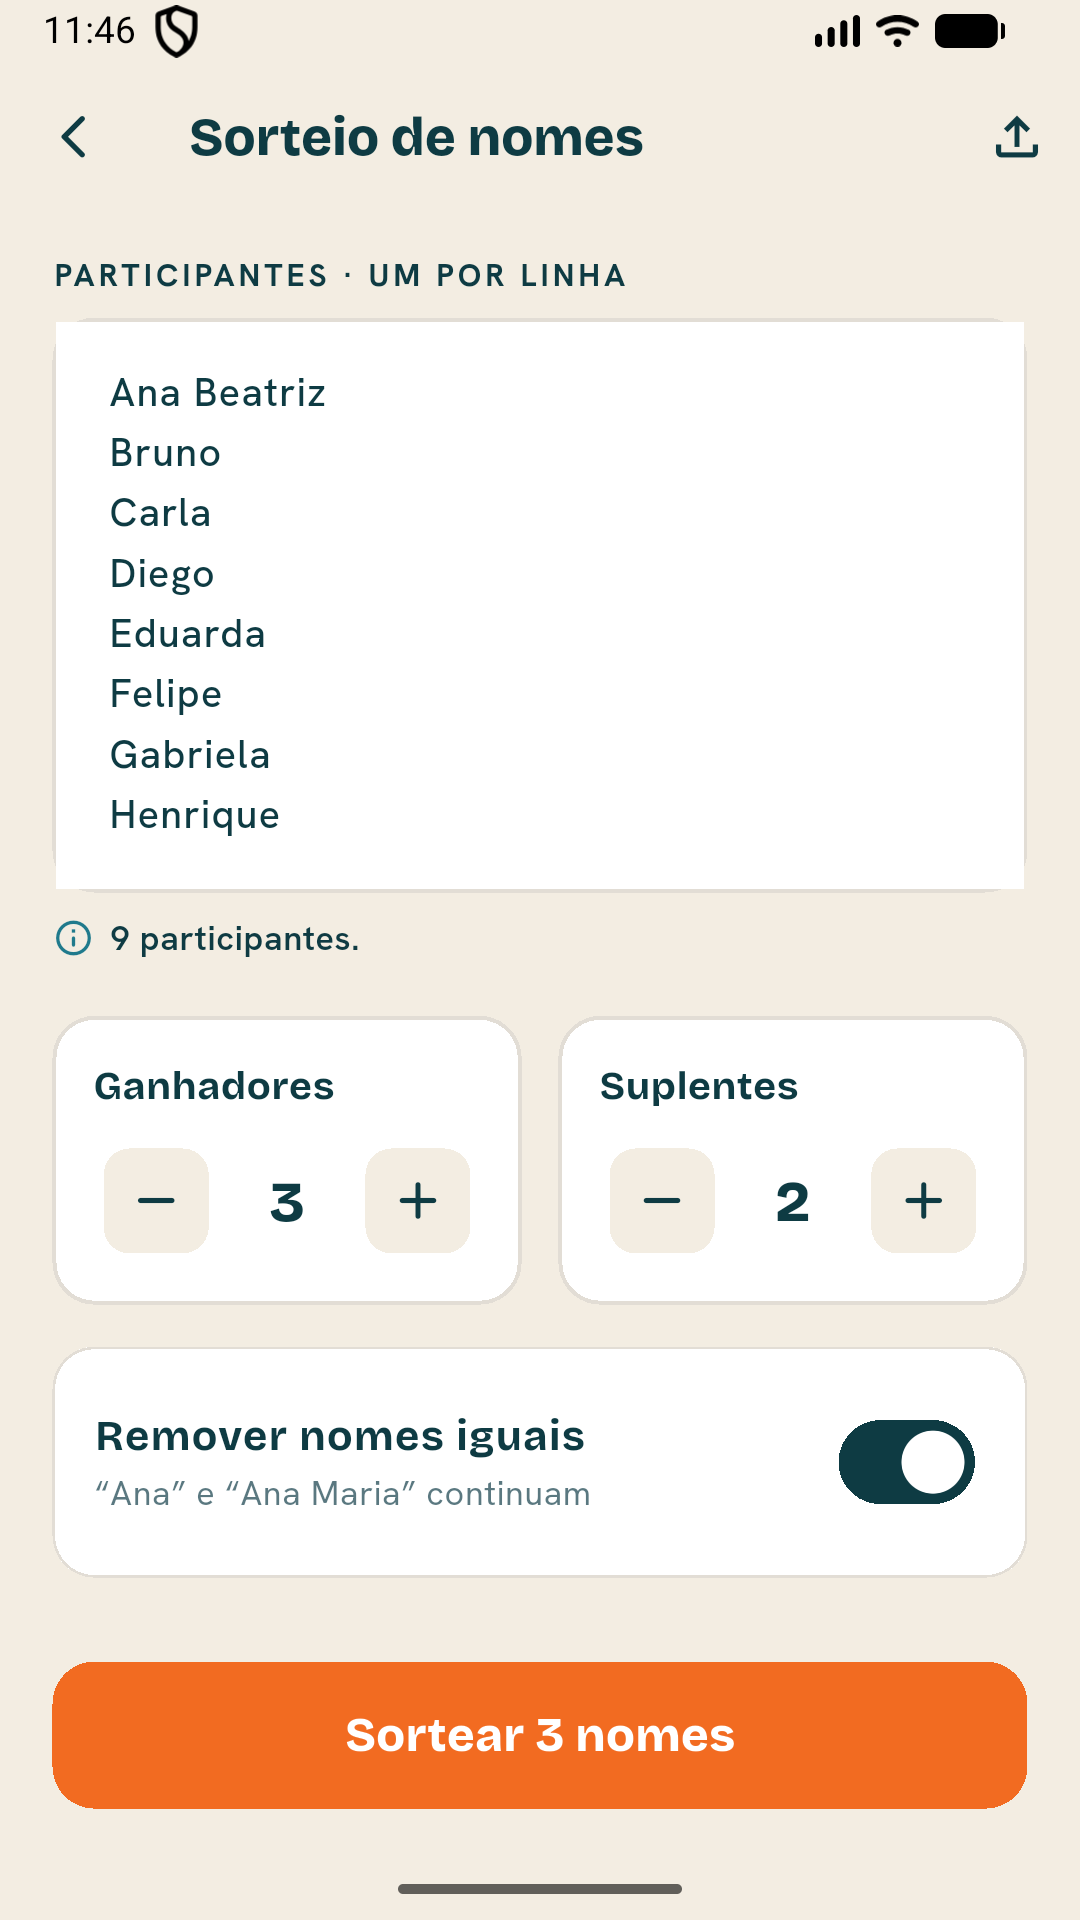 11:46
Sorteio de nomes
PARTICIPANTES · UM POR LINHA
Ana Beatriz
Bruno
Carla
Diego
Eduarda
Felipe
Gabriela
Henrique
9 participantes.
Ganhadores
Suplentes
3
2
Remover nomes iguais
“Ana” e “Ana Maria” continuam
Sortear 3 nomes